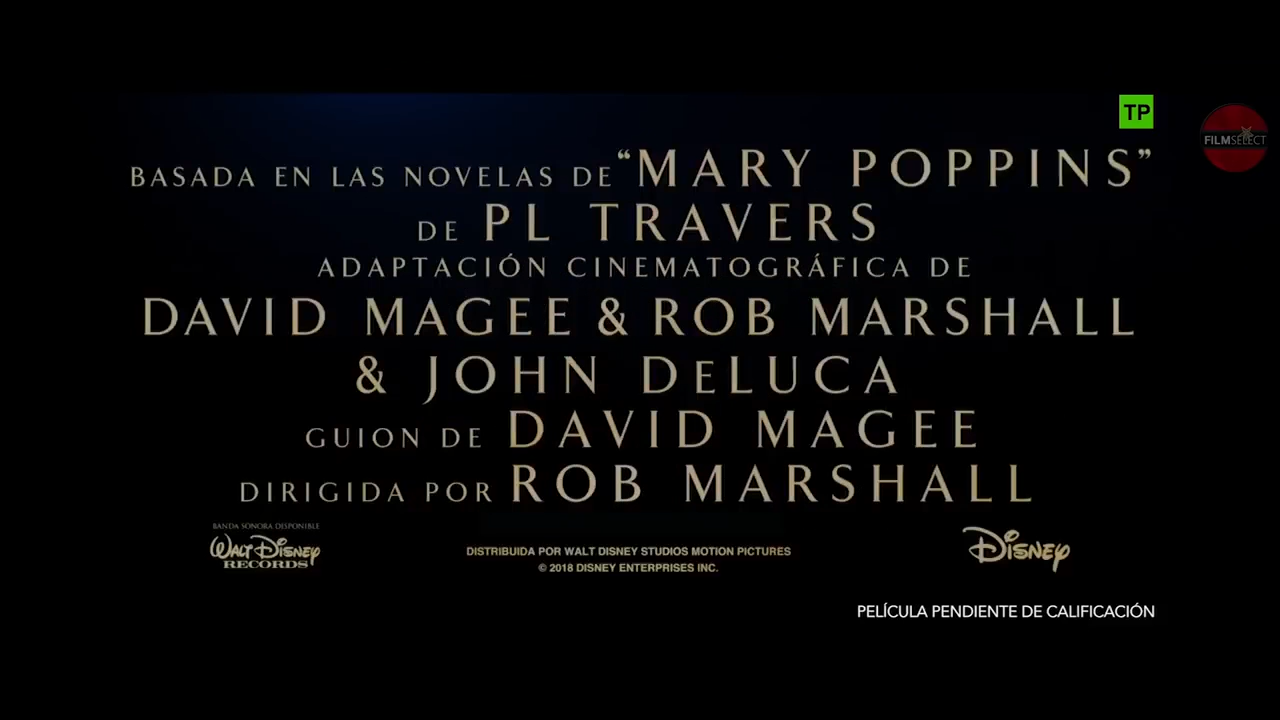 TP
FILMSELECT
BASADA EN LAS NOVELAS DE “MARY POPPINS”
DE PL TRAVERS
ADAPTACIÓN CINEMATOGRÁFICA DE
DAVID MAGEE & ROB MARSHALL
& JOHN DELUCA
GUION DE DAVID MAGEE
DIRIGIDA POR ROB MARSHALL
BANDA SONORA DISPONIBLE
WALT DISNEY
RECORDS
DISTRIBUIDA POR WALT DISNEY STUDIOS MOTION PICTURES
© 2018 DISNEY ENTERPRISES INC.
DISNEY
PELÍCULA PENDIENTE DE CALIFICACIÓN